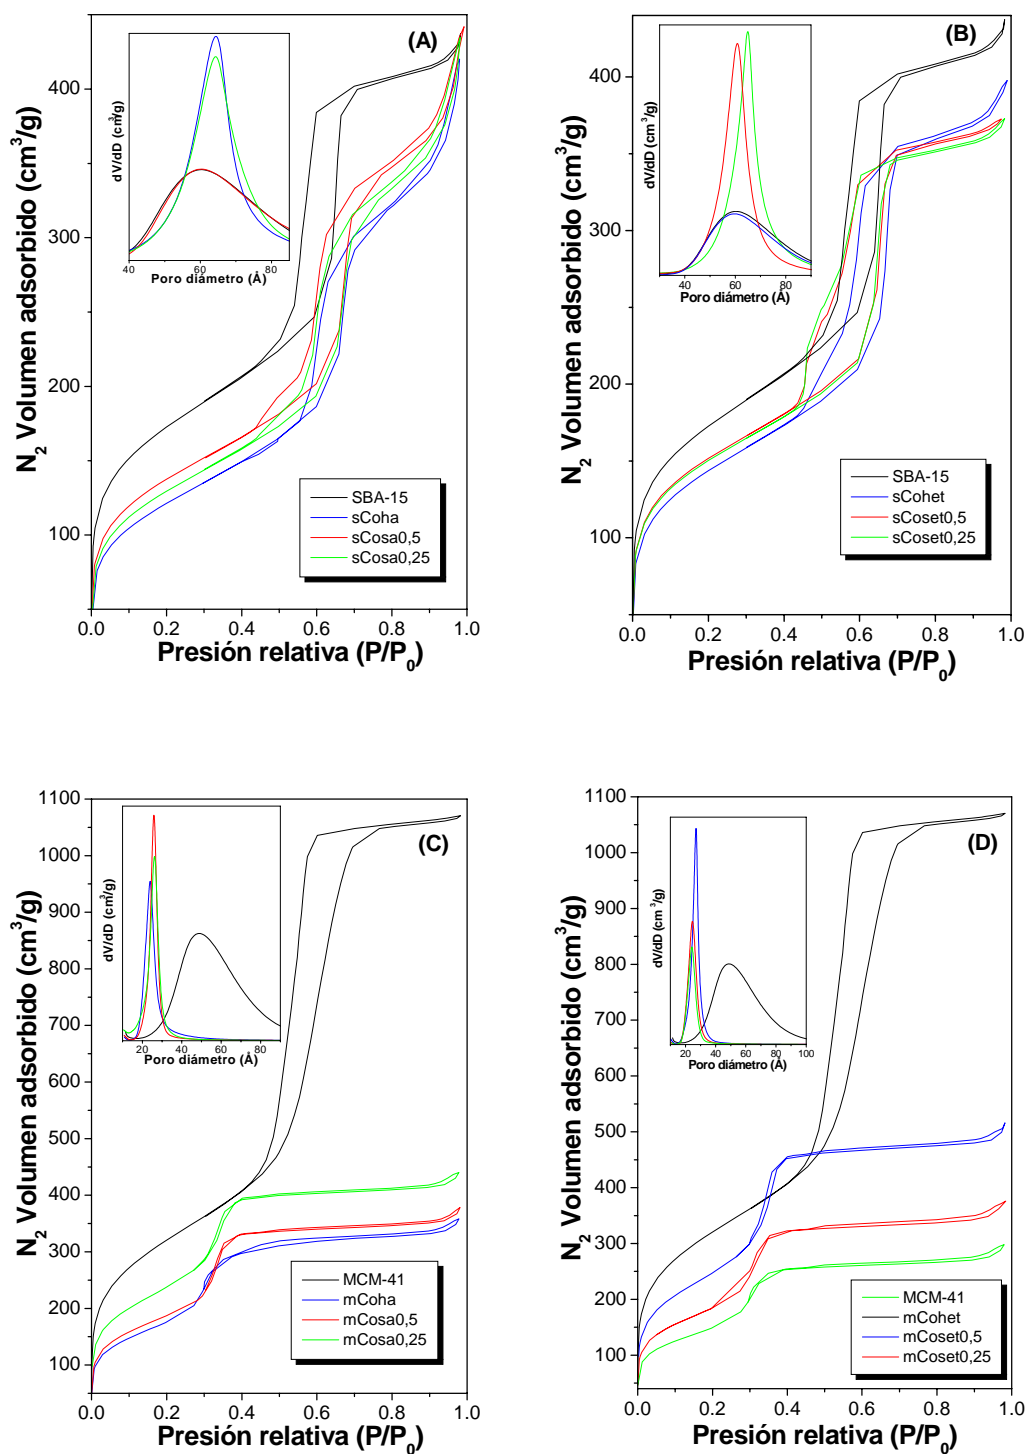 (A)
400
300
200
100
0.0 0.2 0.4 0.6 0.8 1.0
N2 Volumen adsorbido (cm3/g)
Presión relativa (P/P0)
dV/dD (cm3/g)
40 60 80
Poro diámetro (Å)
SBA-15
sCoha
sCosa0,5
sCosa0,25
(B)
400
300
200
100
0.0 0.2 0.4 0.6 0.8 1.0
N2 Volumen adsorbido (cm3/g)
Presión relativa (P/P0)
dV/dD (cm3/g)
40 60 80
Poro diámetro (Å)
SBA-15
sCohet
sCoset0,5
sCoset0,25
(C)
1100
1000
900
800
700
600
500
400
300
200
100
0.0 0.2 0.4 0.6 0.8 1.0
N2 Volumen adsorbido (cm3/g)
Presión relativa (P/P0)
dV/dD (cm3/g)
20 40 60 80
Poro diámetro (Å)
MCM-41
mCoha
mCosa0,5
mCosa0,25
(D)
1100
1000
900
800
700
600
500
400
300
200
100
0.0 0.2 0.4 0.6 0.8 1.0
N2 Volumen adsorbido (cm3/g)
Presión relativa (P/P0)
dV/dD (cm3/g)
20 40 60 80 100
Poro diámetro (Å)
MCM-41
mCohet
mCoset0,5
mCoset0,25